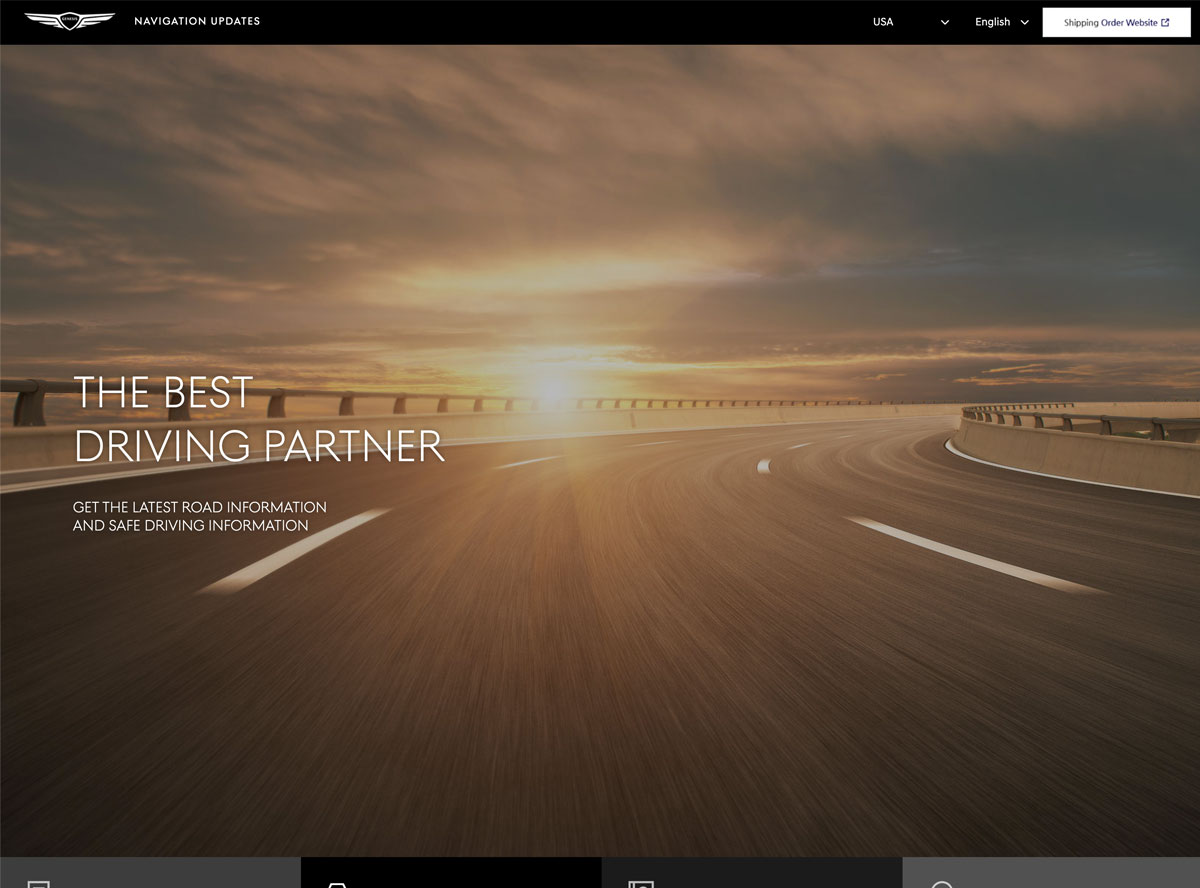 GENESIS
NAVIGATION UPDATES
USA
English
Shipping Order Website
THE BEST
DRIVING PARTNER
GET THE LATEST ROAD INFORMATION
AND SAFE DRIVING INFORMATION